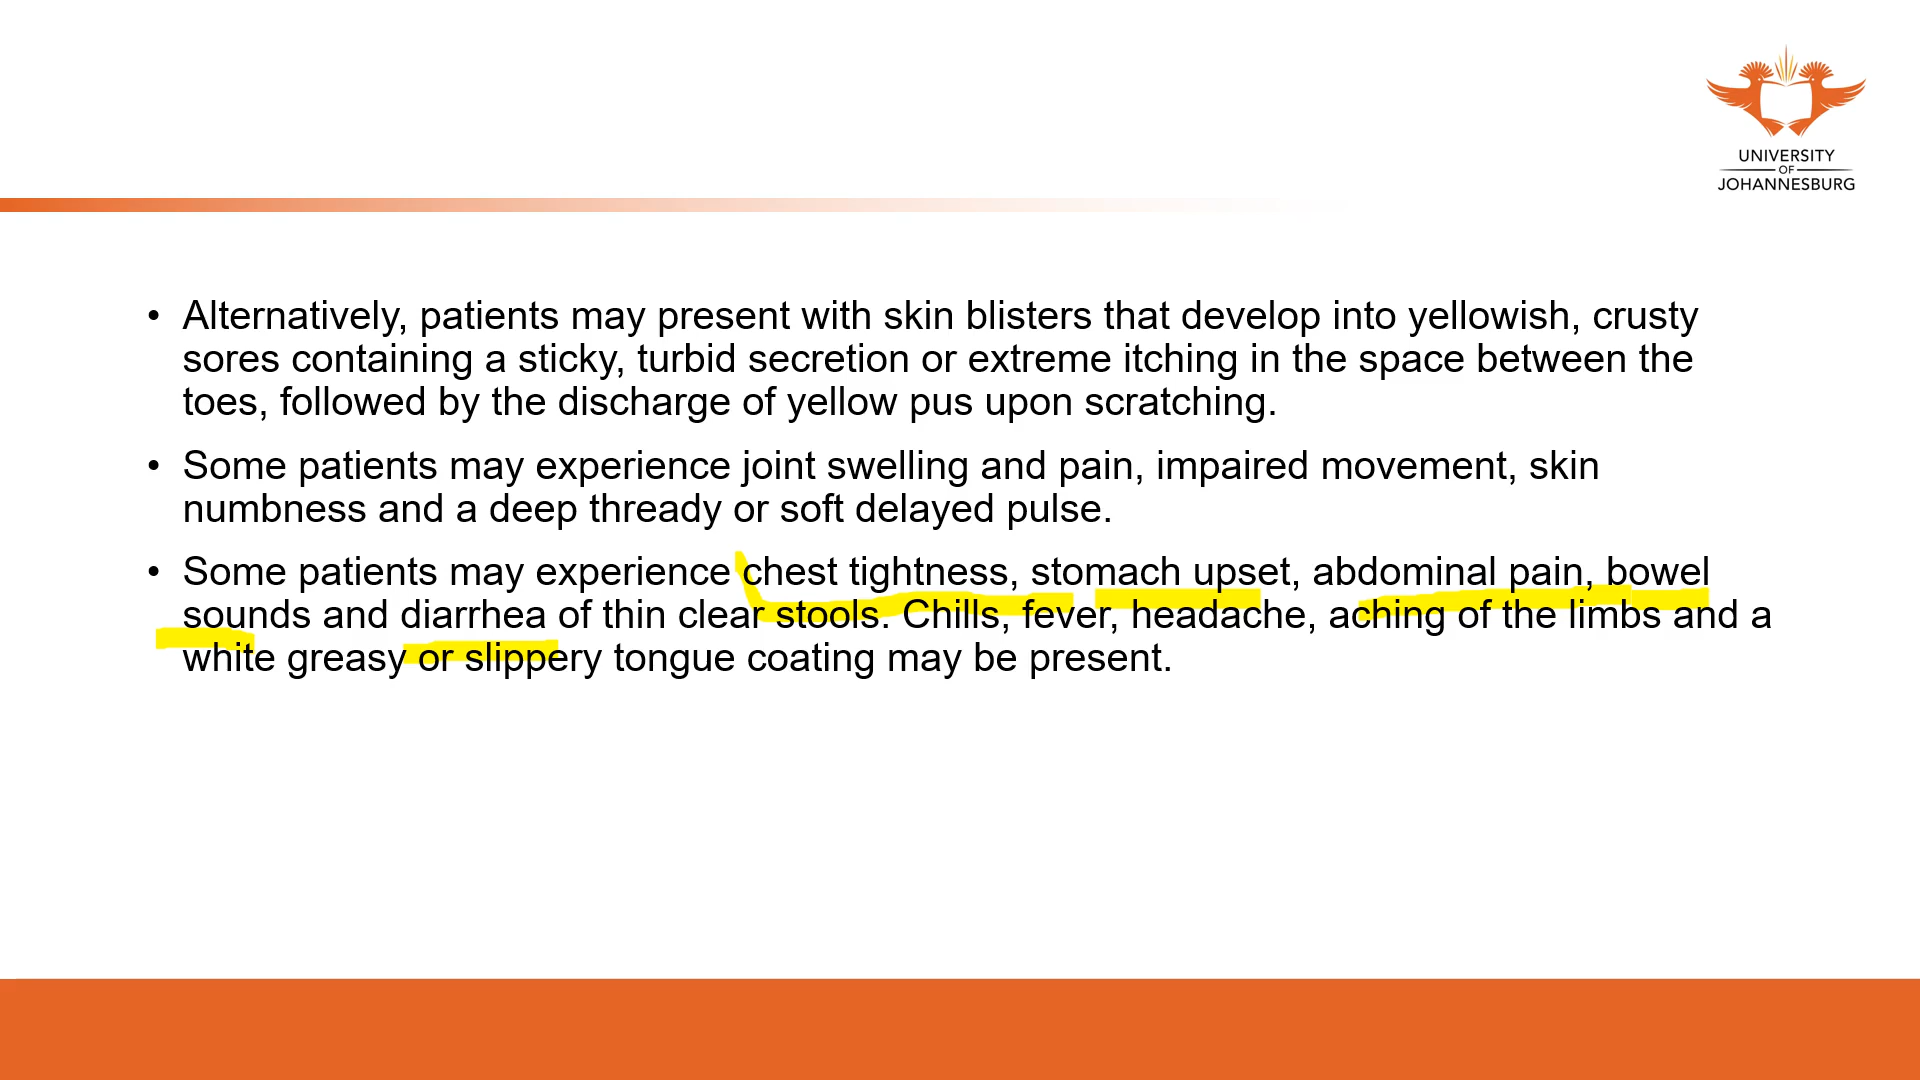 UNIVERSITY
OF
JOHANNESBURG
• Alternatively, patients may present with skin blisters that develop into yellowish, crusty
sores containing a sticky, turbid secretion or extreme itching in the space between the
toes, followed by the discharge of yellow pus upon scratching.
• Some patients may experience joint swelling and pain, impaired movement, skin
numbness and a deep thready or soft delayed pulse.
• Some patients may experience chest tightness, stomach upset, abdominal pain, bowel
sounds and diarrhea of thin clear stools. Chills, fever, headache, aching of the limbs and a
white greasy or slippery tongue coating may be present.